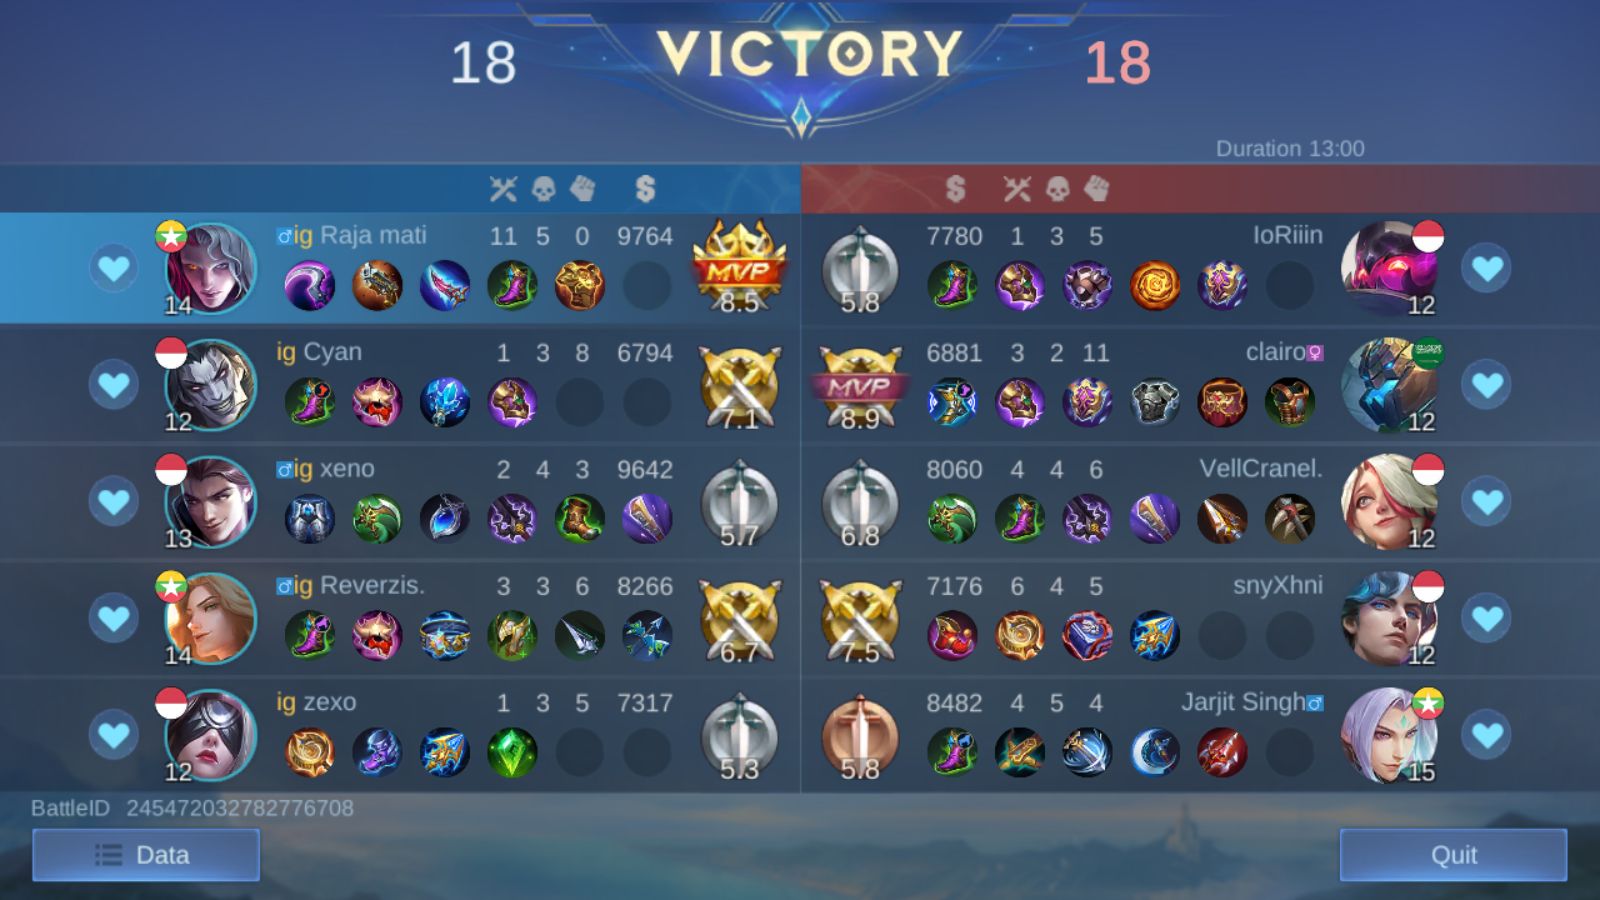 18 VICTORY 18
Duration 13:00
ig Raja mati 11 5 0 9764
MVP
8.5
14
ig Cyan 1 3 8 6794
7.1
12
ig xeno 2 4 3 9642
5.7
13
ig Reverzis. 3 3 6 8266
6.7
14
ig zexo 1 3 5 7317
5.3
12
7780 1 3 5 IoRiiin
5.8
12
6881 3 2 11 clairo
MVP
8.9
12
8060 4 4 6 VellCranel.
6.8
12
7176 6 4 5 snyXhni
7.5
12
8482 4 5 4 Jarjit Singh
5.8
15
BattleID 245472032782776708
Data
Quit